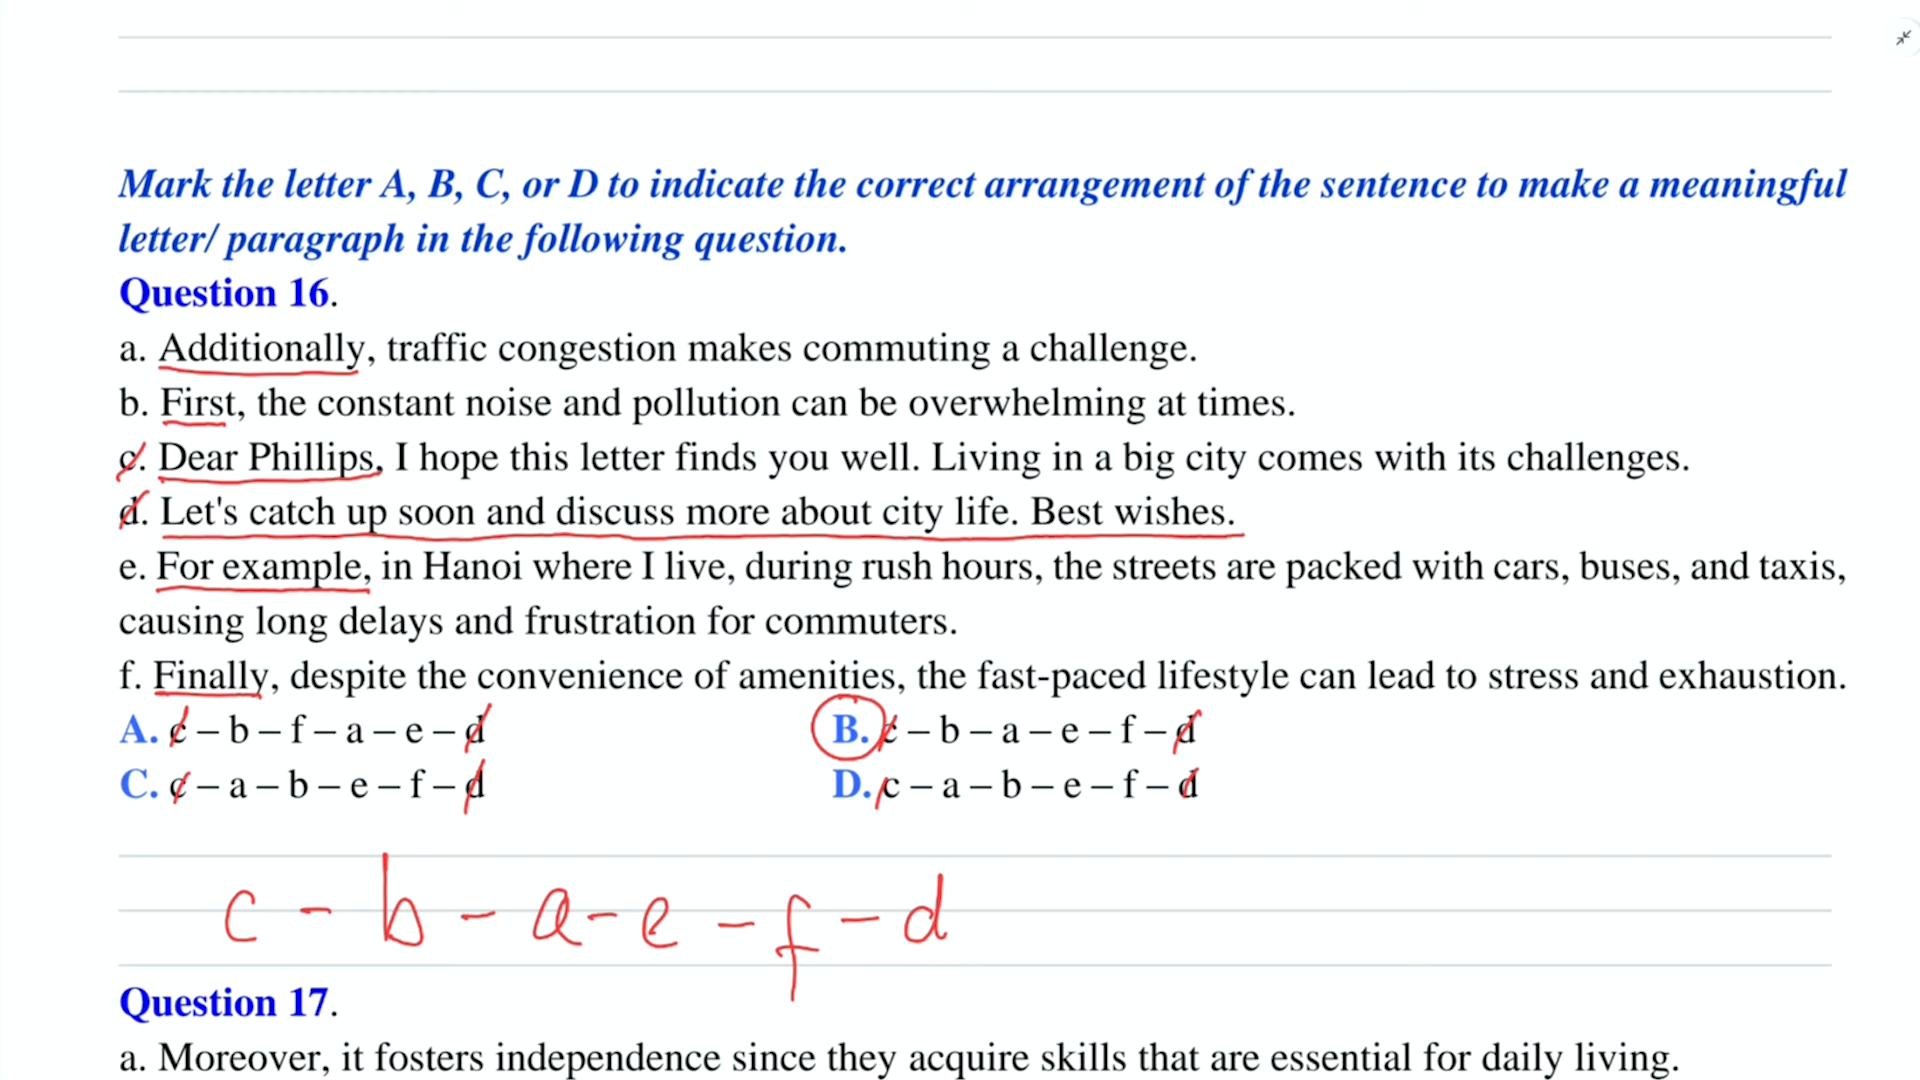 Mark the letter A, B, C, or D to indicate the correct arrangement of the sentence to make a meaningful
letter/ paragraph in the following question.
Question 16.
a. Additionally, traffic congestion makes commuting a challenge.
b. First, the constant noise and pollution can be overwhelming at times.
c. Dear Phillips, I hope this letter finds you well. Living in a big city comes with its challenges.
d. Let's catch up soon and discuss more about city life. Best wishes.
e. For example, in Hanoi where I live, during rush hours, the streets are packed with cars, buses, and taxis,
causing long delays and frustration for commuters.
f. Finally, despite the convenience of amenities, the fast-paced lifestyle can lead to stress and exhaustion.
A. c – b – f – a – e – d B. c – b – a – e – f – d
C. c – a – b – e – f – d D. c – a – b – e – f – d
c - b - a - e - f - d
Question 17.
a. Moreover, it fosters independence since they acquire skills that are essential for daily living.